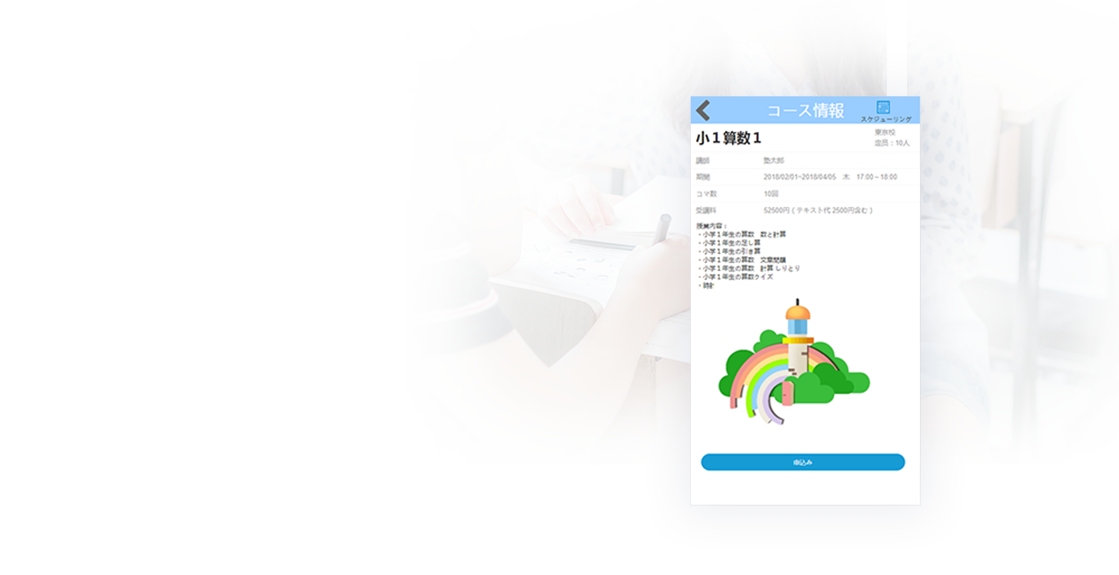 コース情報
スケジューリング
小１算数１
東京校
定員：10人
講師 塾太郎
期間 2018/02/01~2018/04/05 木 17:00～18:00
コマ数 10回
受講料 52500円 ( テキスト代 2500円含む )
授業内容：
・小学１年生の算数 数と計算
・小学１年生の足し算
・小学１年生の引き算
・小学１年生の算数 文章問題
・小学１年生の算数 計算 しりとり
・小学１年生の算数クイズ
・時計
申込み